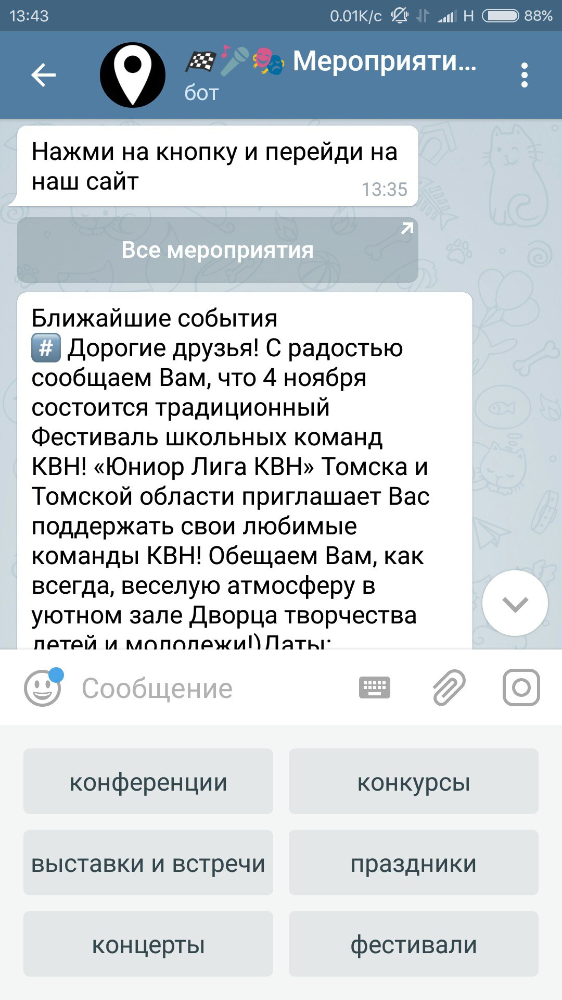 13:43
0.01K/c
H
88%
Мероприяти...
бот
Нажми на кнопку и перейди на
наш сайт
13:35
Все мероприятия
Ближайшие события
# Дорогие друзья! С радостью
сообщаем Вам, что 4 ноября
состоится традиционный
Фестиваль школьных команд
КВН! «Юниор Лига КВН» Томска и
Томской области приглашает Вас
поддержать свои любимые
команды КВН! Обещаем Вам, как
всегда, веселую атмосферу в
уютном зале Дворца творчества
детей и молодежи!)Даты:
Сообщение
конференции
конкурсы
выставки и встречи
праздники
концерты
фестивали